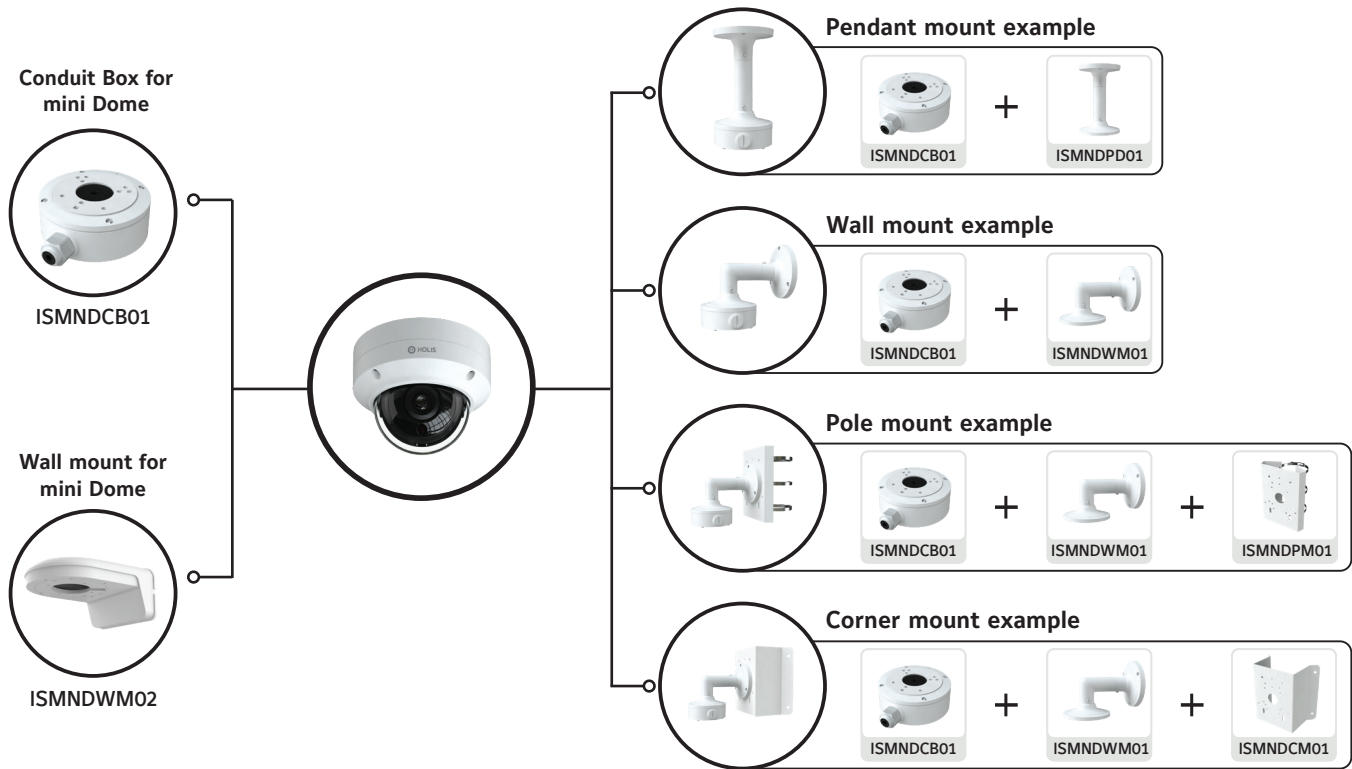 Conduit Box for
mini Dome
ISMNDCB01
Wall mount for
mini Dome
ISMNDWM02
HOLIS
Pendant mount example
ISMNDCB01
+
ISMNDPD01
Wall mount example
ISMNDCB01
+
ISMNDWM01
Pole mount example
ISMNDCB01
+
ISMNDWM01
+
ISMNDPM01
Corner mount example
ISMNDCB01
+
ISMNDWM01
+
ISMNDCM01